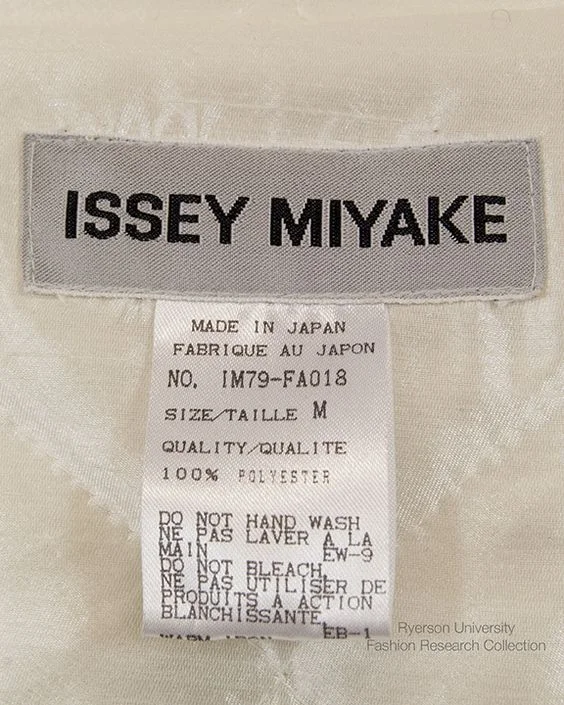 ISSEY MIYAKE
MADE IN JAPAN
FABRIQUE AU JAPON
NO. IM79-FA018
SIZE/TAILLE M
QUALITY/QUALITE
100% POLYESTER
DO NOT HAND WASH
NE PAS LAVER A LA
MAIN EW-9
DO NOT BLEACH
NE PAS UTILISER DE
PRODUITS A ACTION
BLANCHISSANTE
EB-1
WARM IRON
Ryerson University
Fashion Research Collection